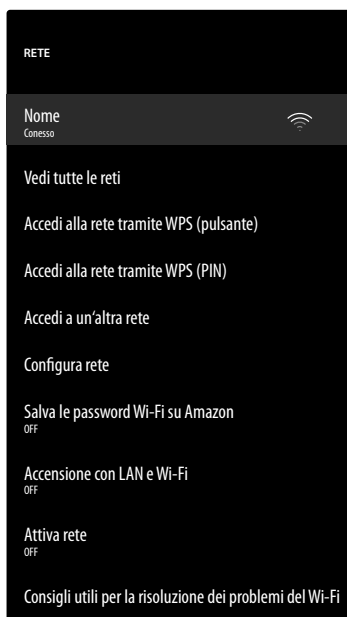 RETE
Nome
Conesso
Vedi tutte le reti
Accedi alla rete tramite WPS (pulsante)
Accedi alla rete tramite WPS (PIN)
Accedi a un‘altra rete
Configura rete
Salva le password Wi-Fi su Amazon
OFF
Accensione con LAN e Wi-Fi
OFF
Attiva rete
OFF
Consigli utili per la risoluzione dei problemi del Wi-Fi